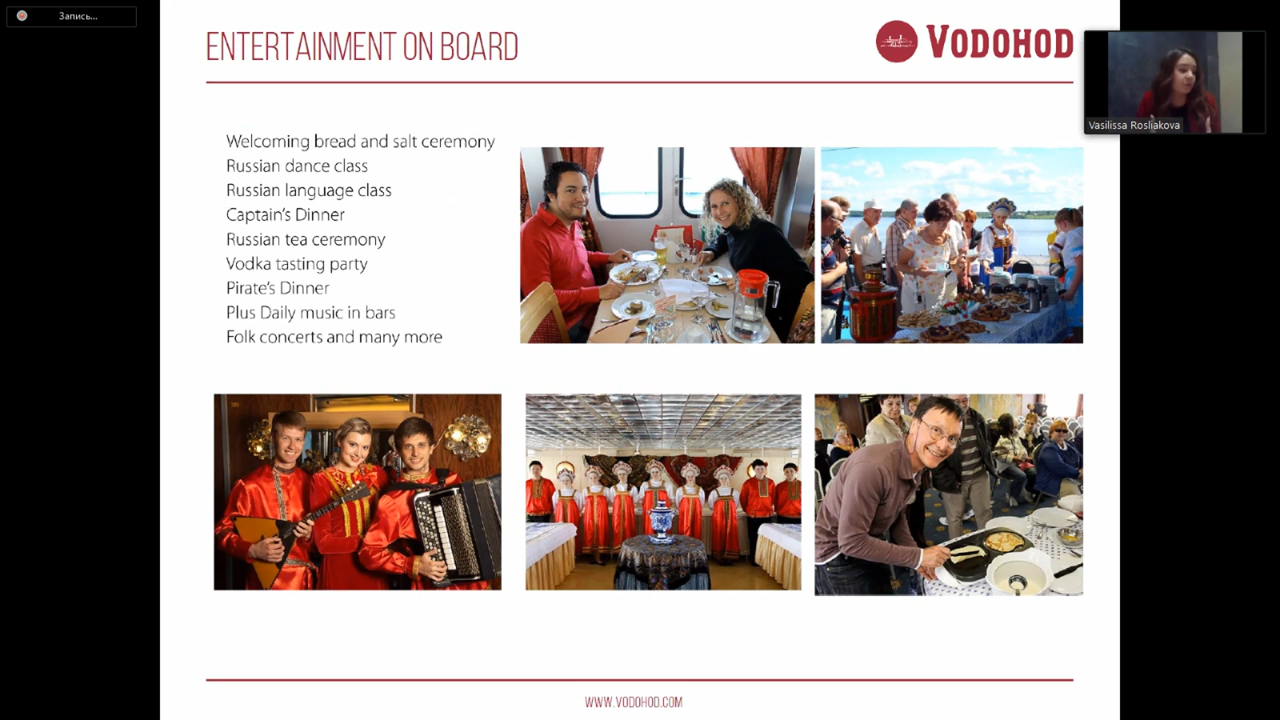 Запись...
ENTERTAINMENT ON BOARD
VODOHOD
Vasilissa Rosliakova
Welcoming bread and salt ceremony
Russian dance class
Russian language class
Captain's Dinner
Russian tea ceremony
Vodka tasting party
Pirate's Dinner
Plus Daily music in bars
Folk concerts and many more
WWW.VODOHOD.COM